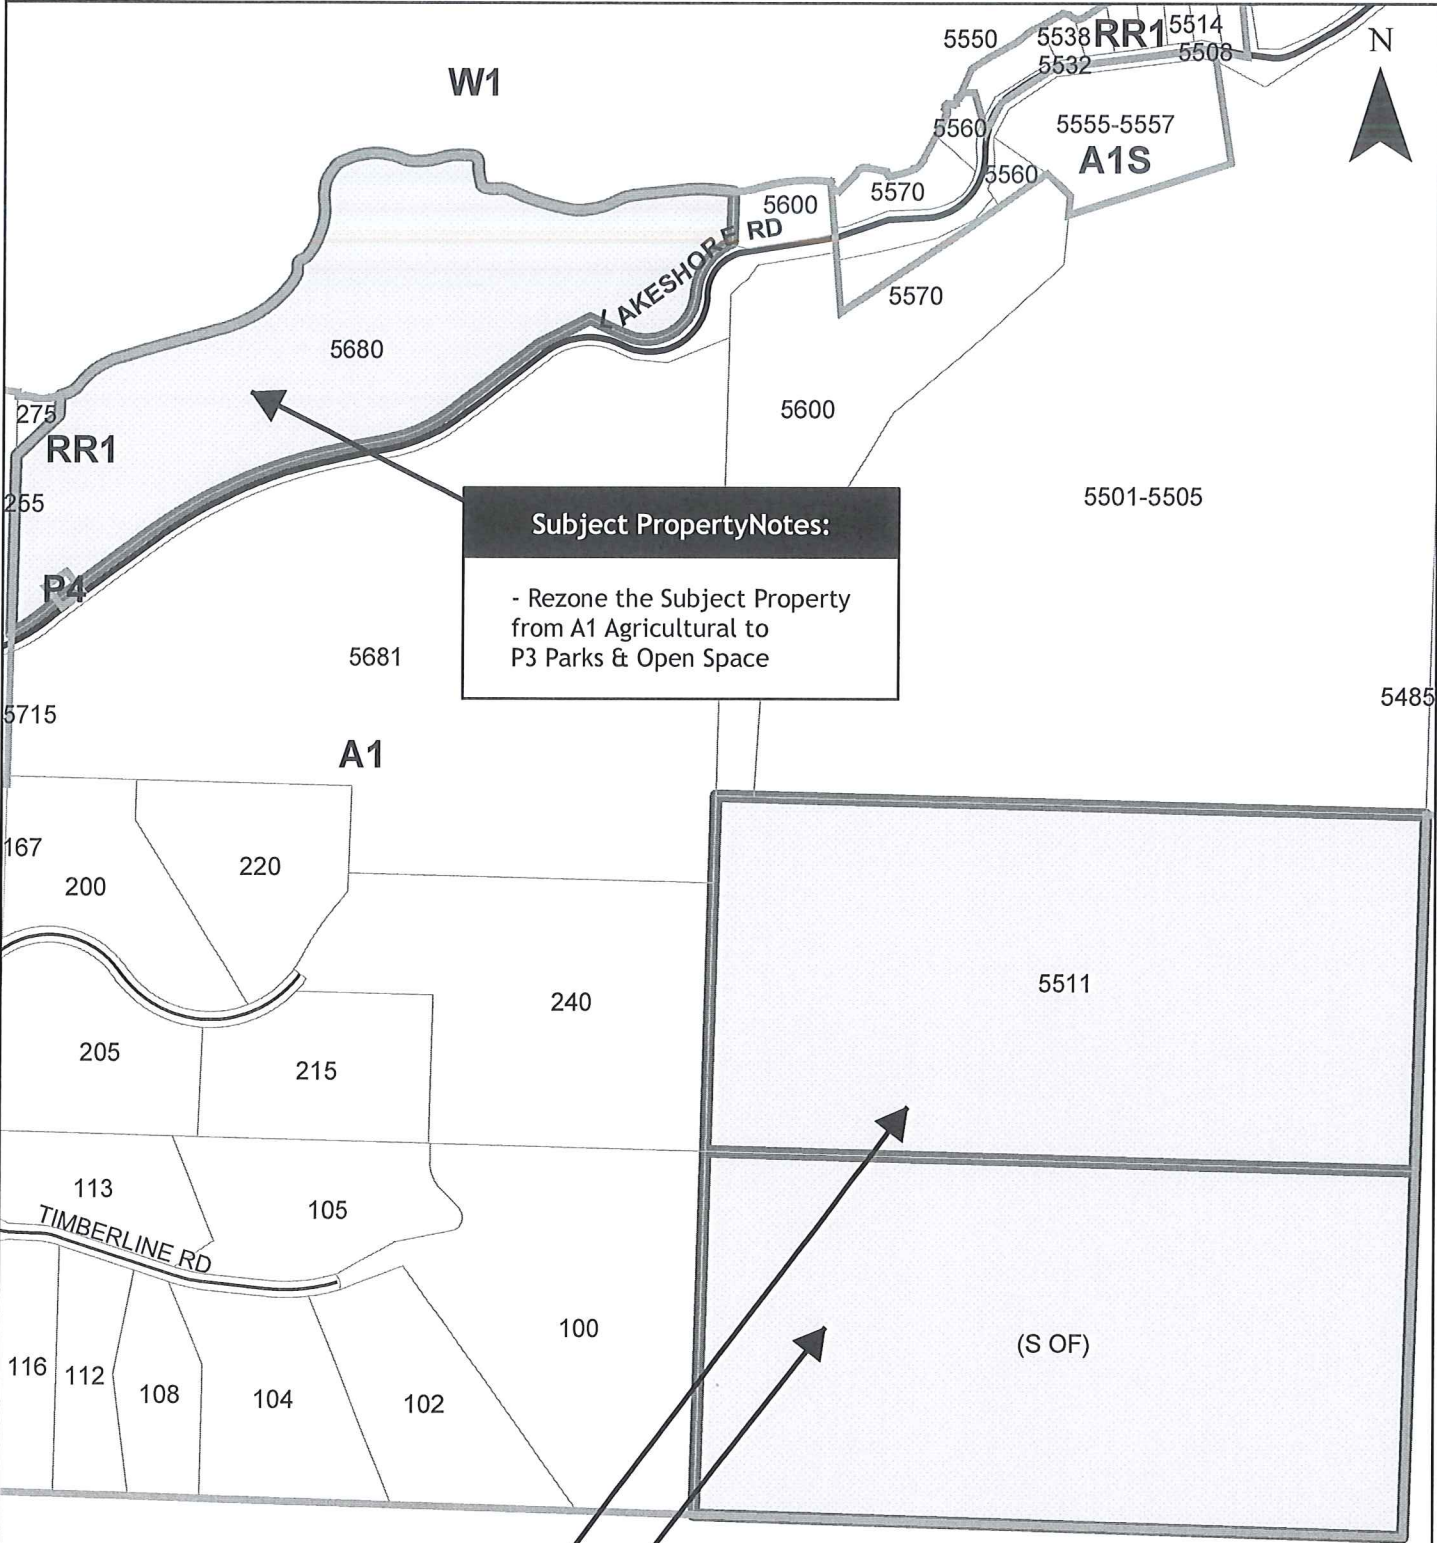 5550
5538
RR1
5514
N
5532
5508
W1
5560
5555-5557
A1S
5560
5570
5600
LAKESHORE RD
5570
5680
5600
275
RR1
265
5501-5505
Subject PropertyNotes:
- Rezone the Subject Property
from A1 Agricultural to
P3 Parks & Open Space
P4
5681
5485
5715
A1
167
200
220
5511
240
205
215
113
105
TIMBERLINE RD
100
(S OF)
116
112
108
104
102